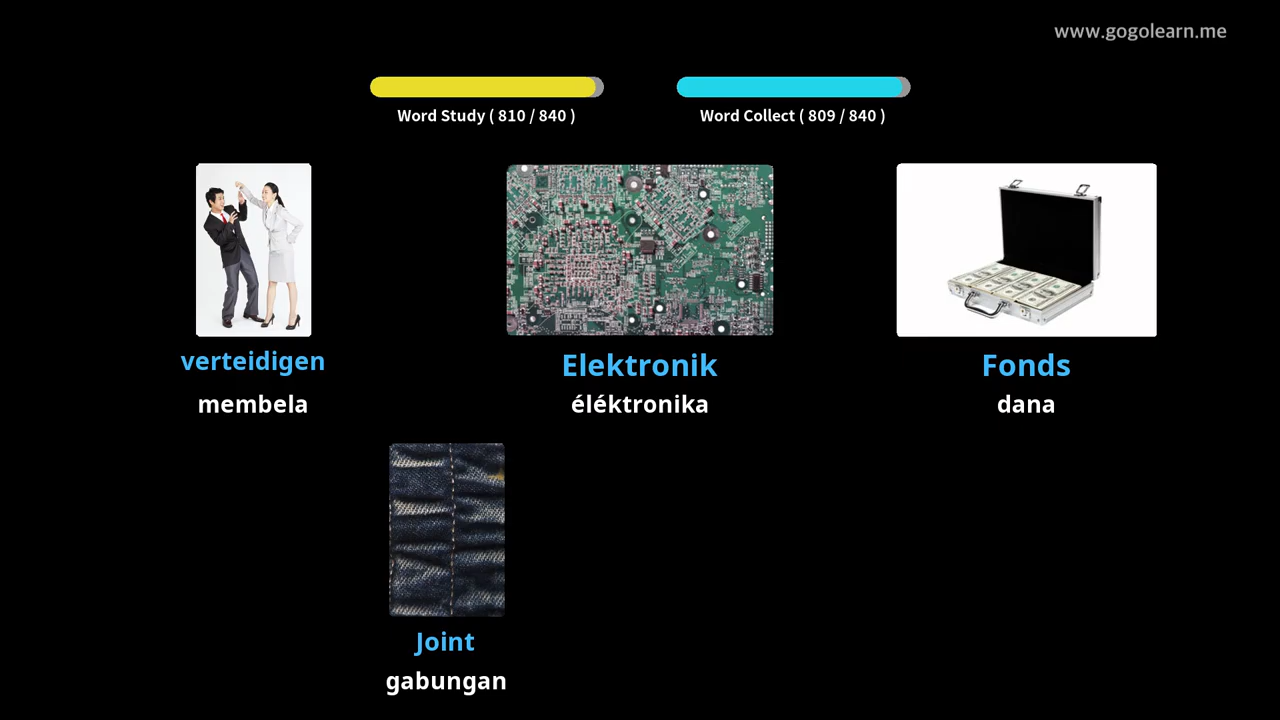 www.gogolearn.me
Word Study ( 810 / 840 )
Word Collect ( 809 / 840 )
verteidigen
membela
Elektronik
éléktronika
Fonds
dana
Joint
gabungan